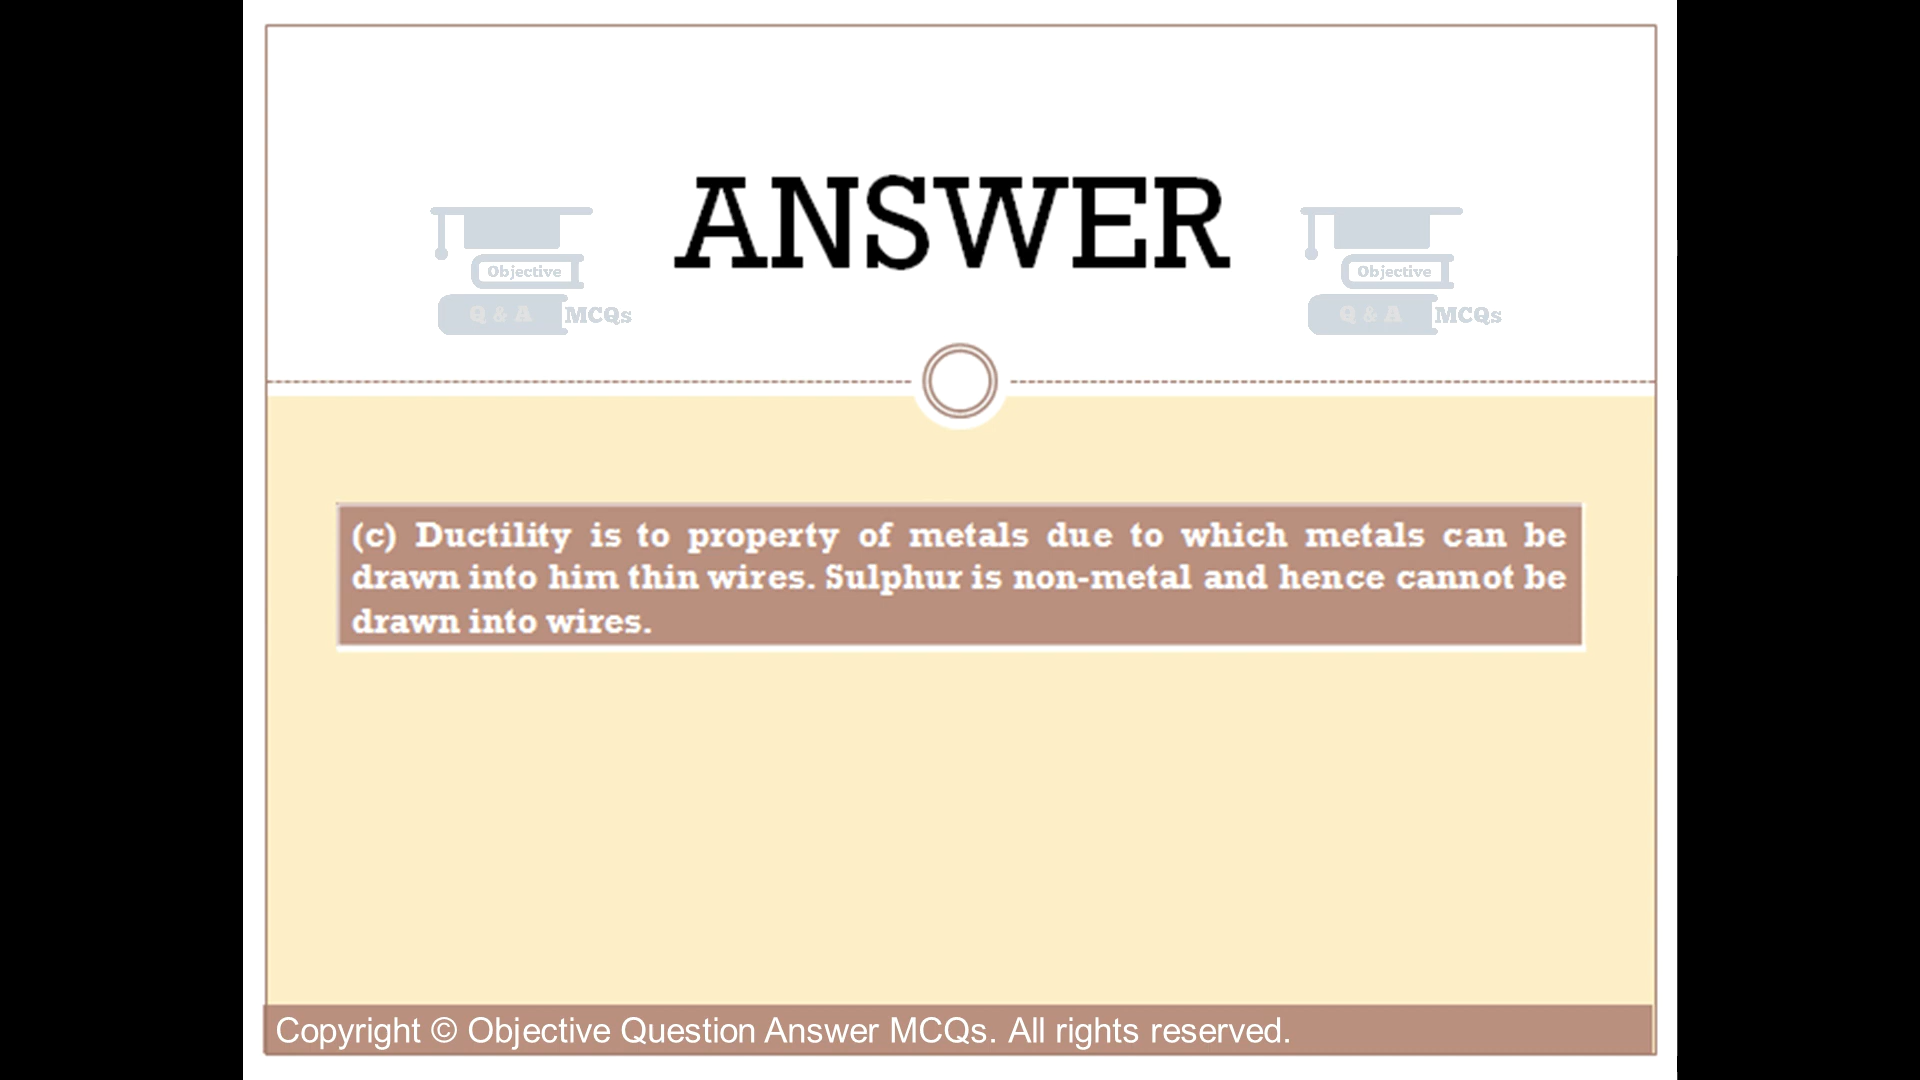 ANSWER
Objective
Q & A MCQs
Objective
Q & A MCQs
(c) Ductility is to property of metals due to which metals can be
drawn into him thin wires. Sulphur is non-metal and hence cannot be
drawn into wires.
Copyright © Objective Question Answer MCQs. All rights reserved.